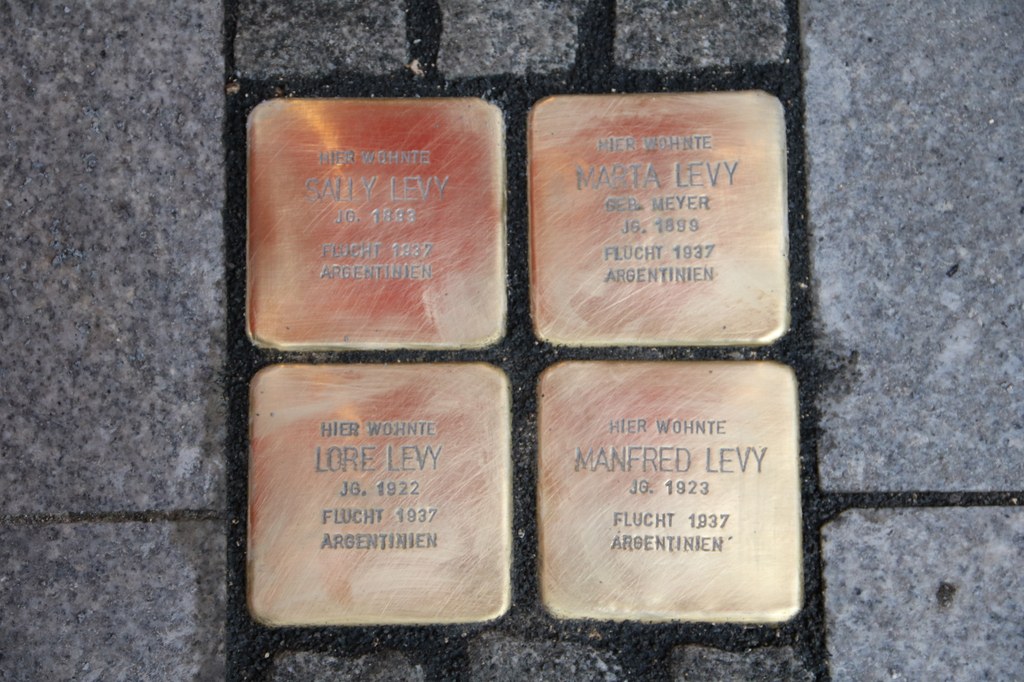 HIER WOHNTE
SALLY LEVY
JG. 1893
FLUCHT 1937
ARGENTINIEN
HIER WOHNTE
MARTA LEVY
GEB. MEYER
JG. 1899
FLUCHT 1937
ARGENTINIEN
HIER WOHNTE
LORE LEVY
JG. 1922
FLUCHT 1937
ARGENTINIEN
HIER WOHNTE
MANFRED LEVY
JG. 1923
FLUCHT 1937
ARGENTINIEN